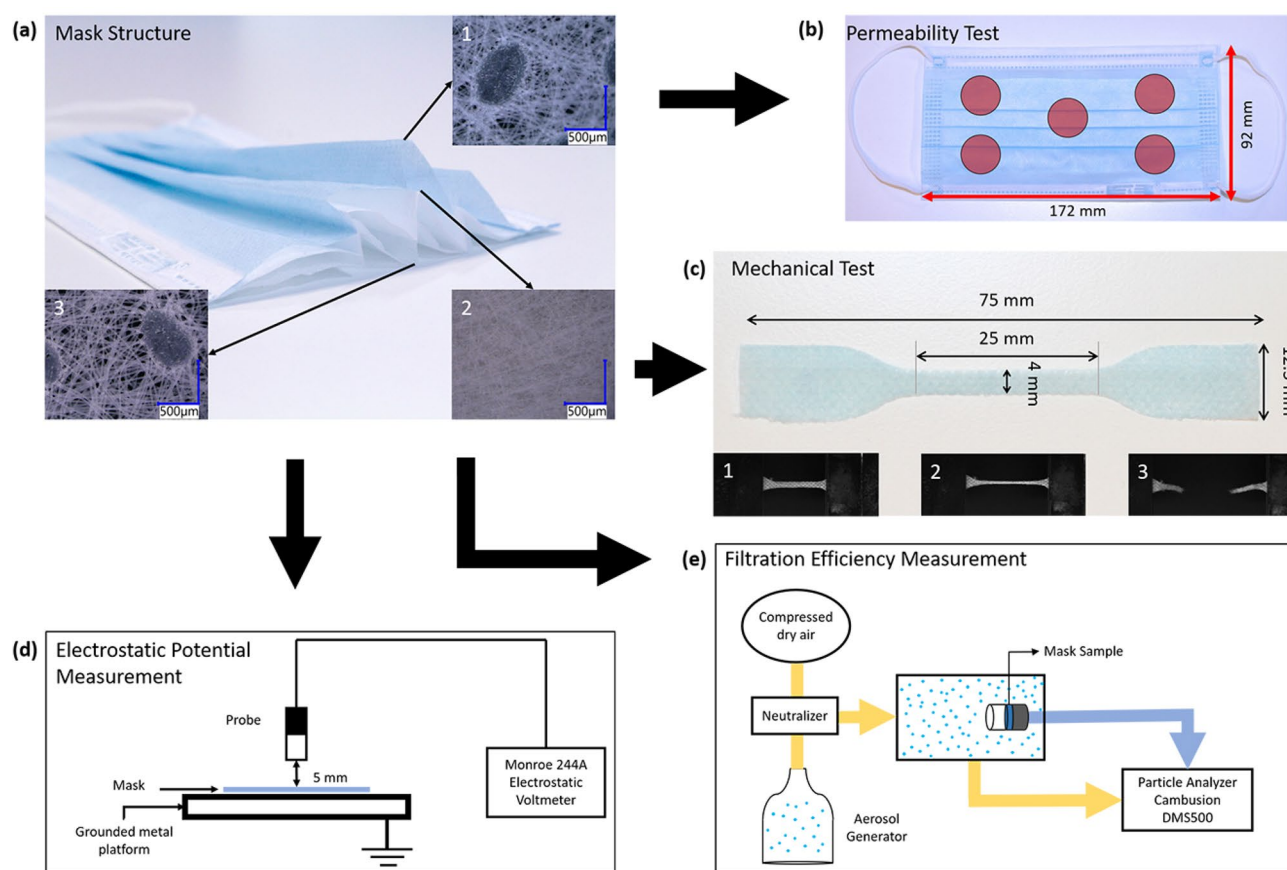 (a) Mask Structure
1
500μm
3
500μm
2
500μm
(b) Permeability Test
92 mm
172 mm
(c) Mechanical Test
75 mm
25 mm
4 mm
1
2
3
(d) Electrostatic Potential
Measurement
Probe
5 mm
Mask
Grounded metal
platform
Monroe 244A
Electrostatic
Voltmeter
(e) Filtration Efficiency Measurement
Compressed
dry air
Neutralizer
Mask Sample
Aerosol
Generator
Particle Analyzer
Cambusion
DMS500